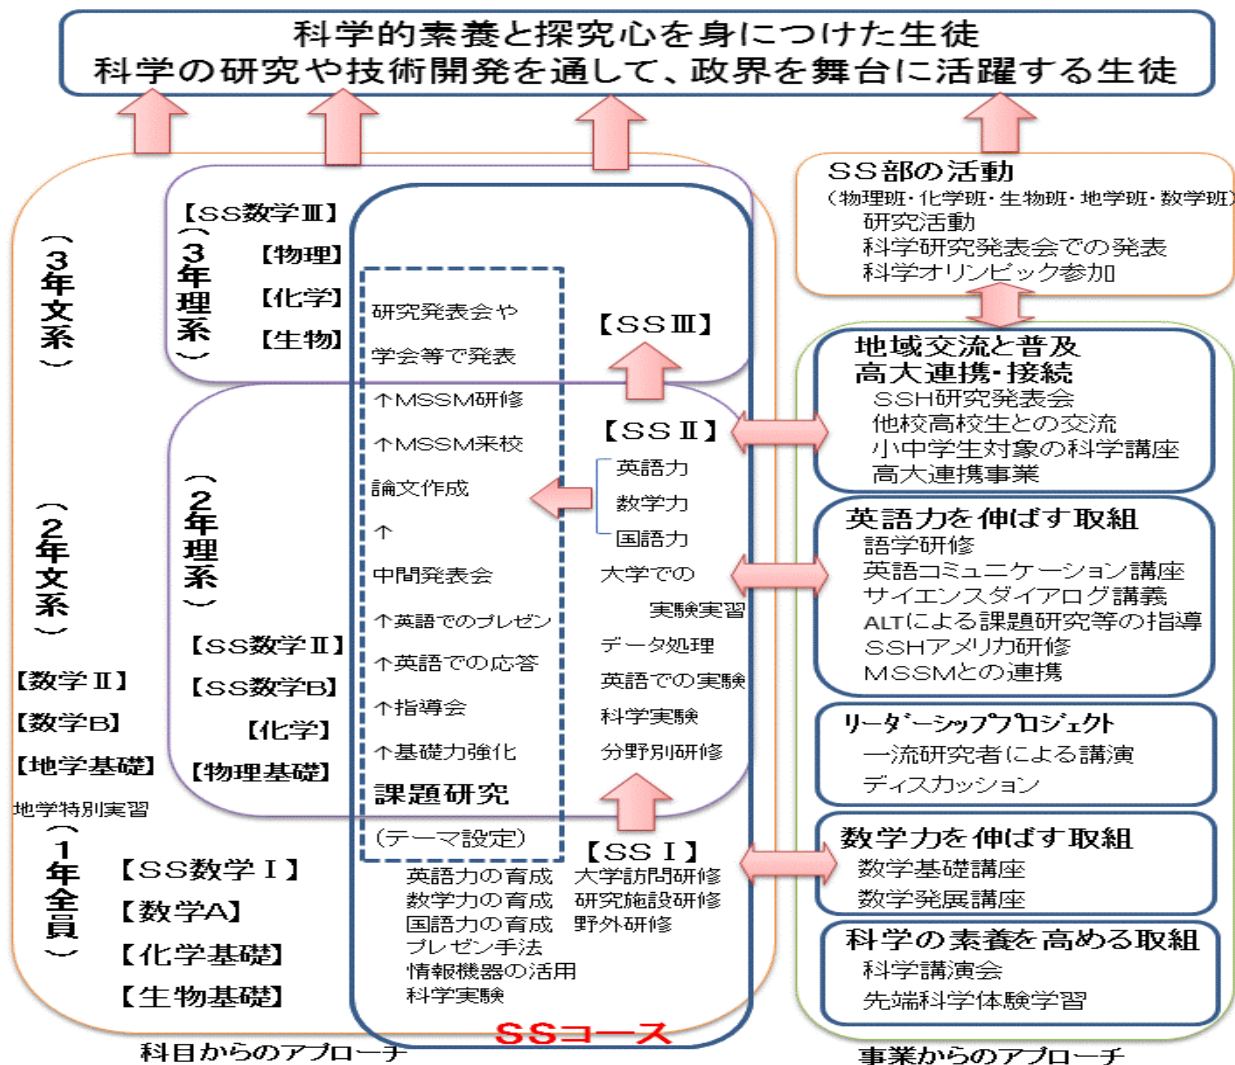 科学的素養と探究心を身につけた生徒
科学の研究や技術開発を通して、政界を舞台に活躍する生徒
（３年文系）
（２年文系）
【数学Ⅱ】
【数学B】
【地学基礎】
地学特別実習
（１年全員）
【ＳＳ数学Ⅰ】
【数学A】
【化学基礎】
【生物基礎】
【ＳＳ数学Ⅲ】
（３年理系）
【物理】
【化学】
【生物】
（２年理系）
【ＳＳ数学Ⅱ】
【ＳＳ数学B】
【化学】
【物理基礎】
研究発表会や
学会等で発表
↑MSSM研修
↑MSSM来校
論文作成
↑
中間発表会
↑英語でのプレゼン
↑英語での応答
↑指導会
↑基礎力強化
課題研究
（テーマ設定）
【ＳＳⅢ】
【ＳＳⅡ】
英語力
数学力
国語力
大学での
実験実習
データ処理
英語での実験
科学実験
分野別研修
【ＳＳⅠ】
英語力の育成　大学訪問研修
数学力の育成　研究施設研修
国語力の育成　野外研修
プレゼン手法
情報機器の活用
科学実験
ＳＳコース
科目からのアプローチ
ＳＳ部の活動
（物理班・化学班・生物班・地学班・数学班）
研究活動
科学研究発表会での発表
科学オリンピック参加
地域交流と普及
高大連携・接続
SSH研究発表会
他校高校生との交流
小中学生対象の科学講座
高大連携事業
英語力を伸ばす取組
語学研修
英語コミュニケーション講座
サイエンスダイアログ講義
ALTによる課題研究等の指導
SSHアメリカ研修
MSSMとの連携
ﾘｰﾀﾞｰｼｯﾌﾟﾌﾟﾛｼﾞｪｸﾄ
一流研究者による講演
ディスカッション
数学力を伸ばす取組
数学基礎講座
数学発展講座
科学の素養を高める取組
科学講演会
先端科学体験学習
事業からのアプローチ